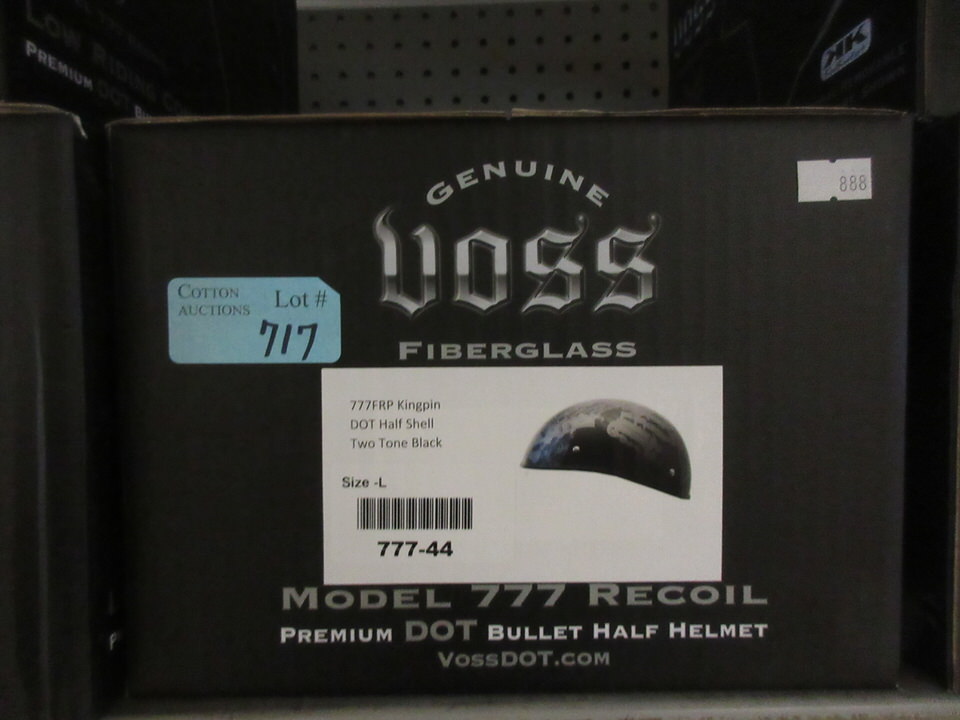 LOW RIDING
PREMIUM DOT
GENUINE
VOSS
FIBERGLASS
888
COTTON
AUCTIONS
Lot #
717
777FRP Kingpin
DOT Half Shell
Two Tone Black
Size -L
777-44
MODEL 777 RECOIL
PREMIUM DOT BULLET HALF HELMET
VOSSDOT.COM